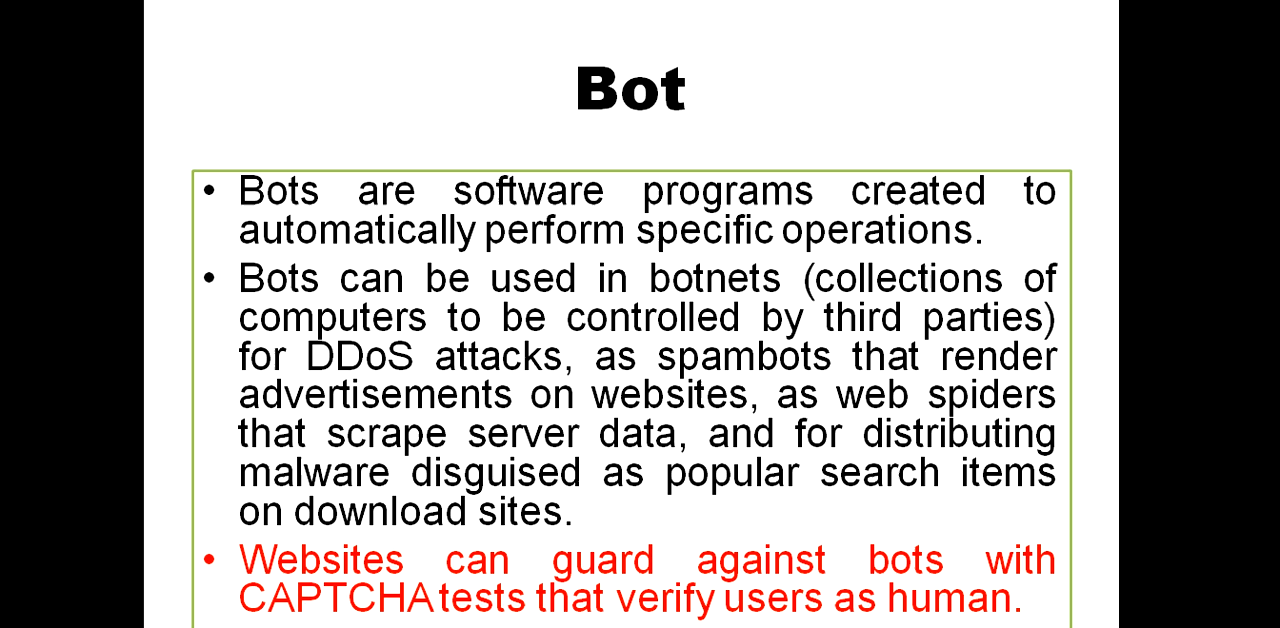 Bot
• Bots are software programs created to
automatically perform specific operations.
• Bots can be used in botnets (collections of
computers to be controlled by third parties)
for DDoS attacks, as spambots that render
advertisements on websites, as web spiders
that scrape server data, and for distributing
malware disguised as popular search items
on download sites.
• Websites can guard against bots with
CAPTCHA tests that verify users as human.